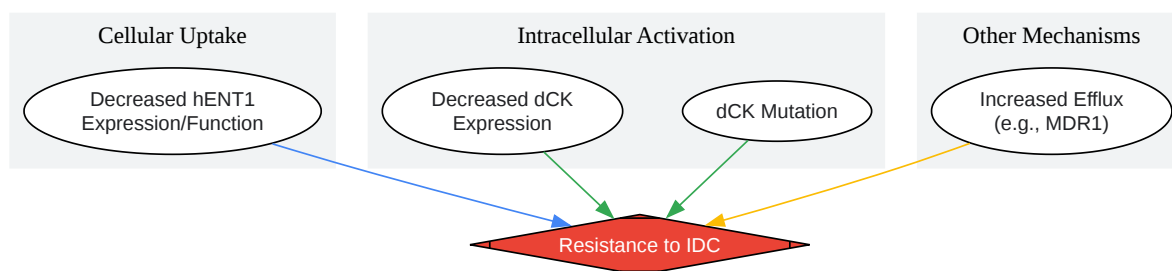 Cellular Uptake
Intracellular Activation
Other Mechanisms
Decreased hENT1
Expression/Function
Decreased dCK
Expression
dCK Mutation
Increased Efflux
(e.g., MDR1)
Resistance to IDC